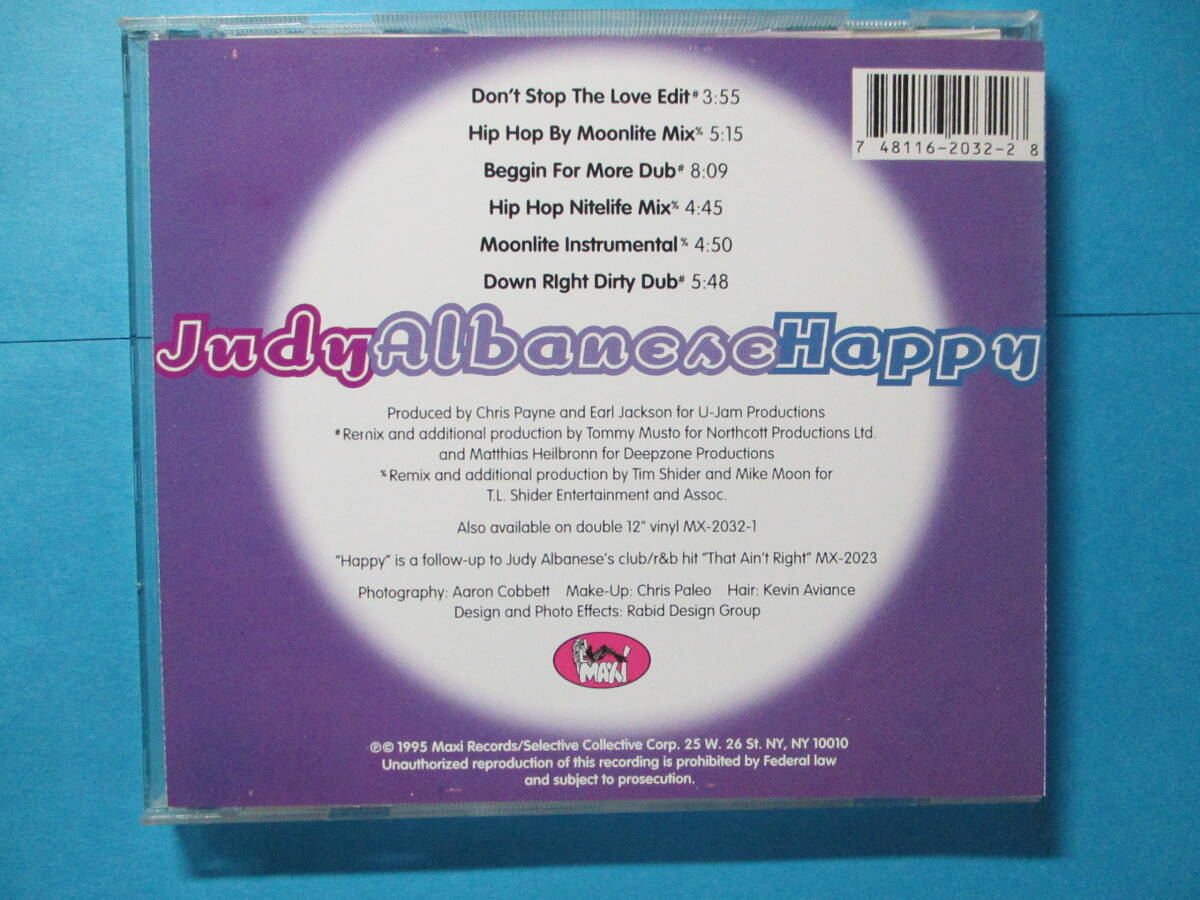 Don't Stop The Love Edit# 3:55
Hip Hop By Moonlite Mix% 5:15
Beggin For More Dub# 8:09
Hip Hop Nitelife Mix% 4:45
Moonlite Instrumental% 4:50
Down RIght Dirty Dub# 5:48
7 48116-2032-2 8
JudyAlbaneseHappy
Produced by Chris Payne and Earl Jackson for U-Jam Productions
#Remix and additional production by Tommy Musto for Northcott Productions Ltd.
and Matthias Heilbronn for Deepzone Productions
%Remix and additional production by Tim Shider and Mike Moon for
T.L. Shider Entertainment and Assoc.
Also available on double 12" vinyl MX-2032-1
"Happy" is a follow-up to Judy Albanese's club/r&b hit "That Ain't Right" MX-2023
Photography: Aaron Cobbett Make-Up: Chris Paleo Hair: Kevin Aviance
Design and Photo Effects: Rabid Design Group
MAXI
℗© 1995 Maxi Records/Selective Collective Corp. 25 W. 26 St. NY, NY 10010
Unauthorized reproduction of this recording is prohibited by Federal law
and subject to prosecution.